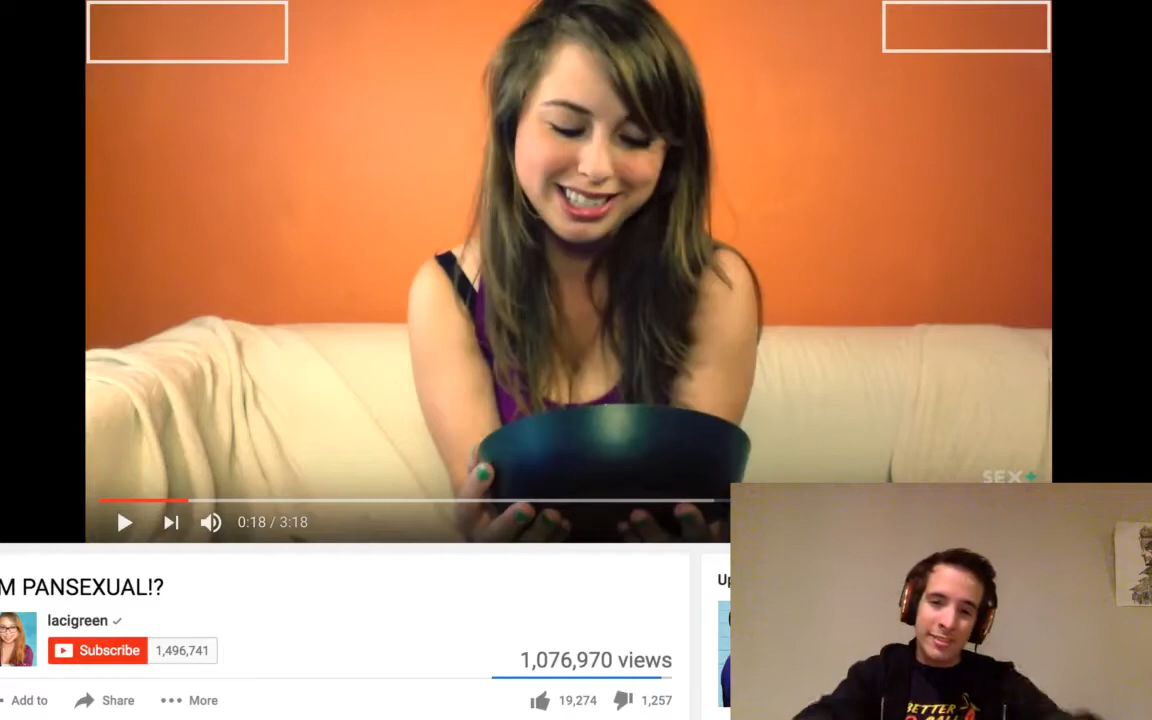 SEX+
0:18 / 3:18
M PANSEXUAL!?
Up
lacigreen
Subscribe 1,496,741
1,076,970 views
Add to Share More 19,274 1,257
BETTER
CALL